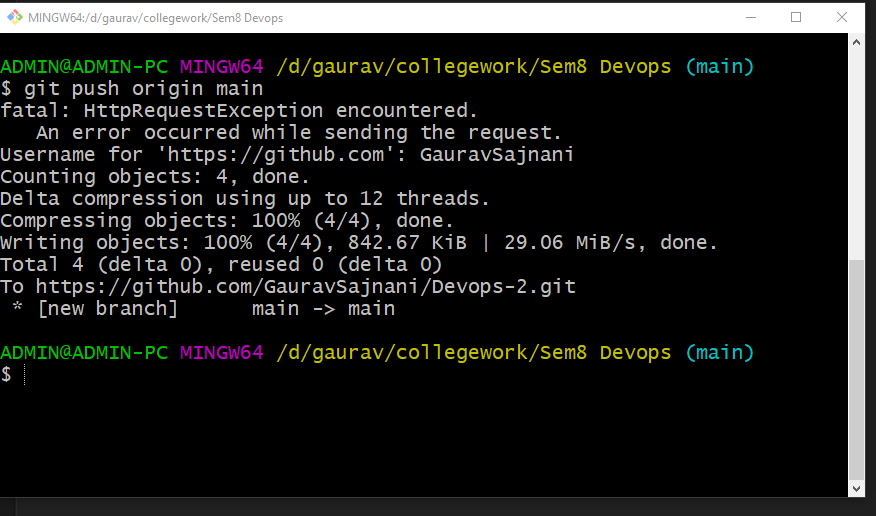 MINGW64:/d/gaurav/collegework/Sem8 Devops
ADMIN@ADMIN-PC MINGW64 /d/gaurav/collegework/Sem8 Devops (main)
$ git push origin main
fatal: HttpRequestException encountered.
   An error occurred while sending the request.
Username for 'https://github.com': GauravSajnani
Counting objects: 4, done.
Delta compression using up to 12 threads.
Compressing objects: 100% (4/4), done.
Writing objects: 100% (4/4), 842.67 KiB | 29.06 MiB/s, done.
Total 4 (delta 0), reused 0 (delta 0)
To https://github.com/GauravSajnani/Devops-2.git
 * [new branch]      main -> main
ADMIN@ADMIN-PC MINGW64 /d/gaurav/collegework/Sem8 Devops (main)
$